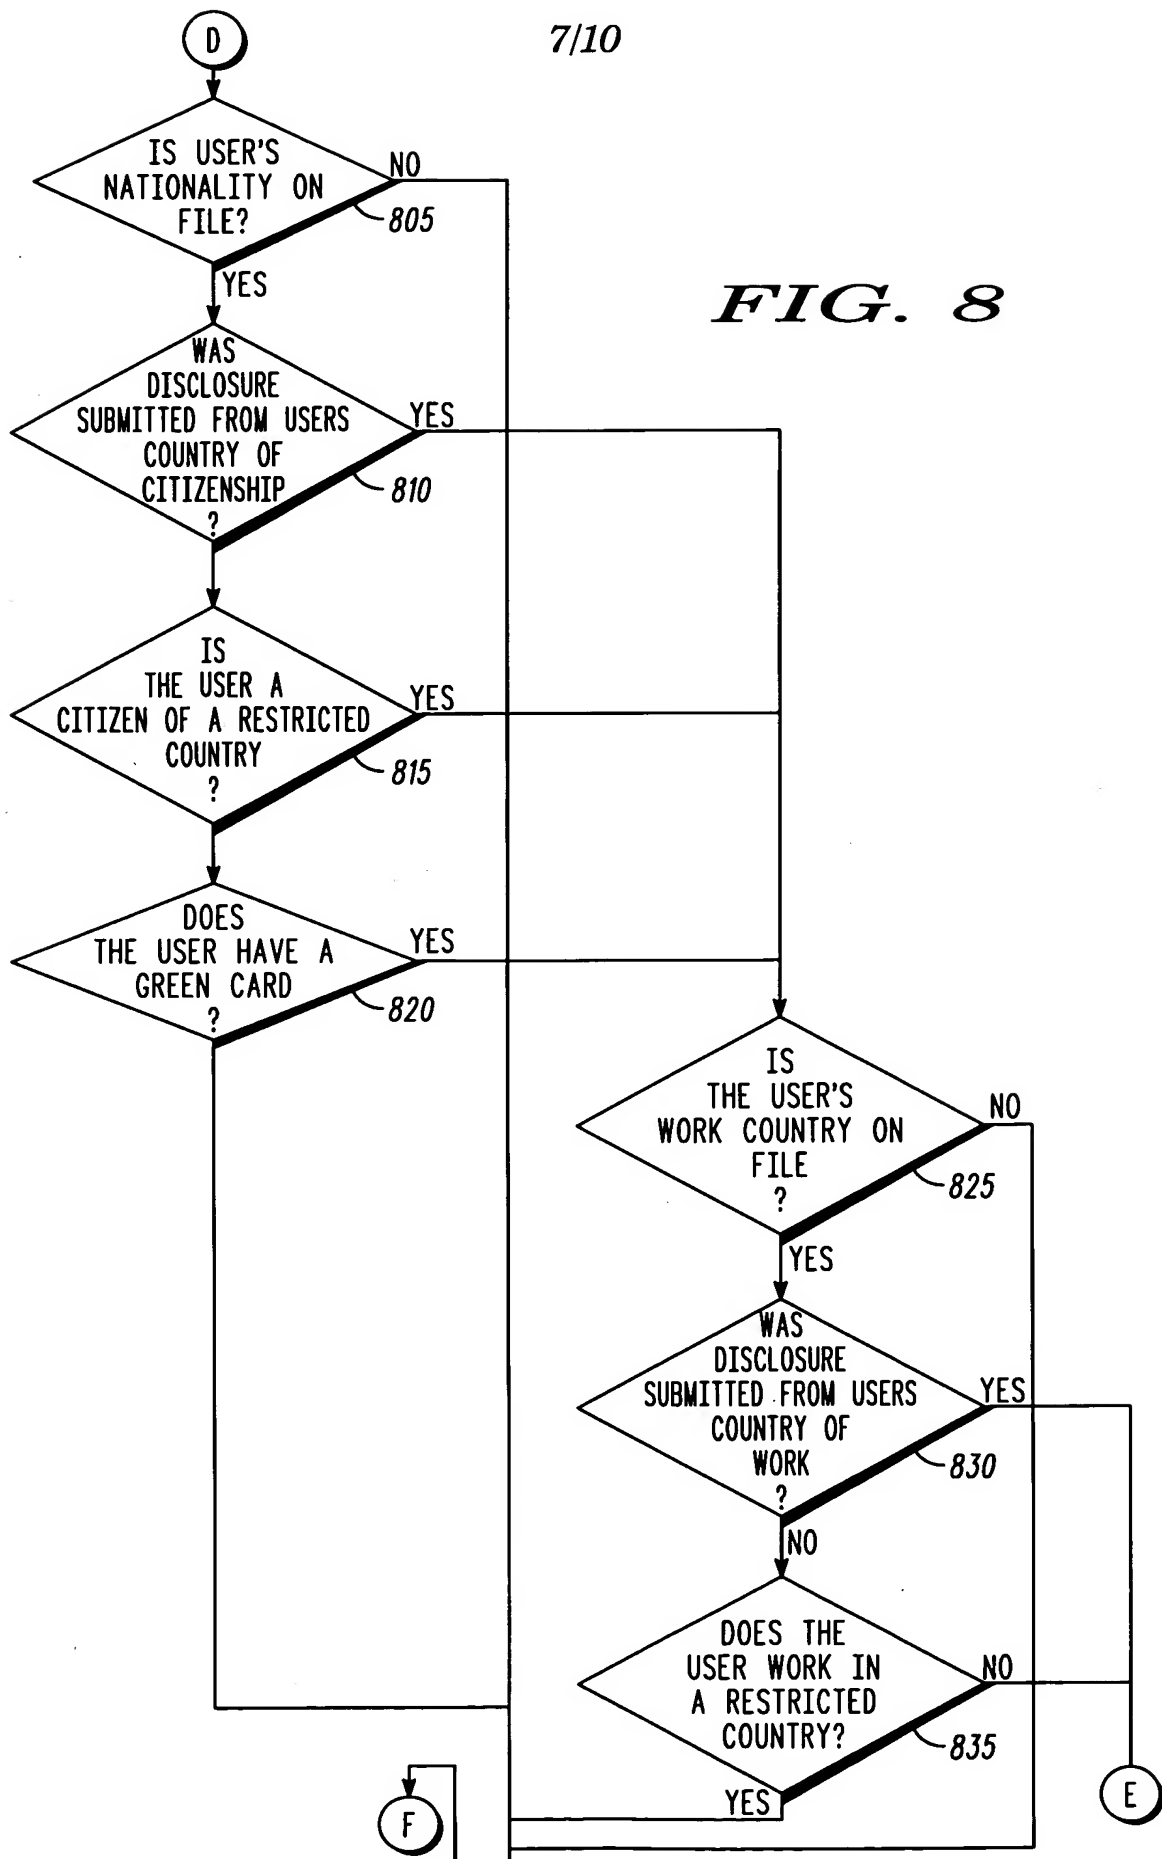 D
7/10
IS USER'S
NATIONALITY ON
FILE?
NO
805
YES
FIG. 8
WAS
DISCLOSURE
SUBMITTED FROM USERS
COUNTRY OF
CITIZENSHIP
?
YES
810
IS
THE USER A
CITIZEN OF A RESTRICTED
COUNTRY
?
YES
815
DOES
THE USER HAVE A
GREEN CARD
?
YES
820
IS
THE USER'S
WORK COUNTRY ON
FILE
?
NO
825
YES
WAS
DISCLOSURE
SUBMITTED FROM USERS
COUNTRY OF
WORK
?
YES
830
NO
DOES THE
USER WORK IN
A RESTRICTED
COUNTRY?
NO
835
YES
F
E